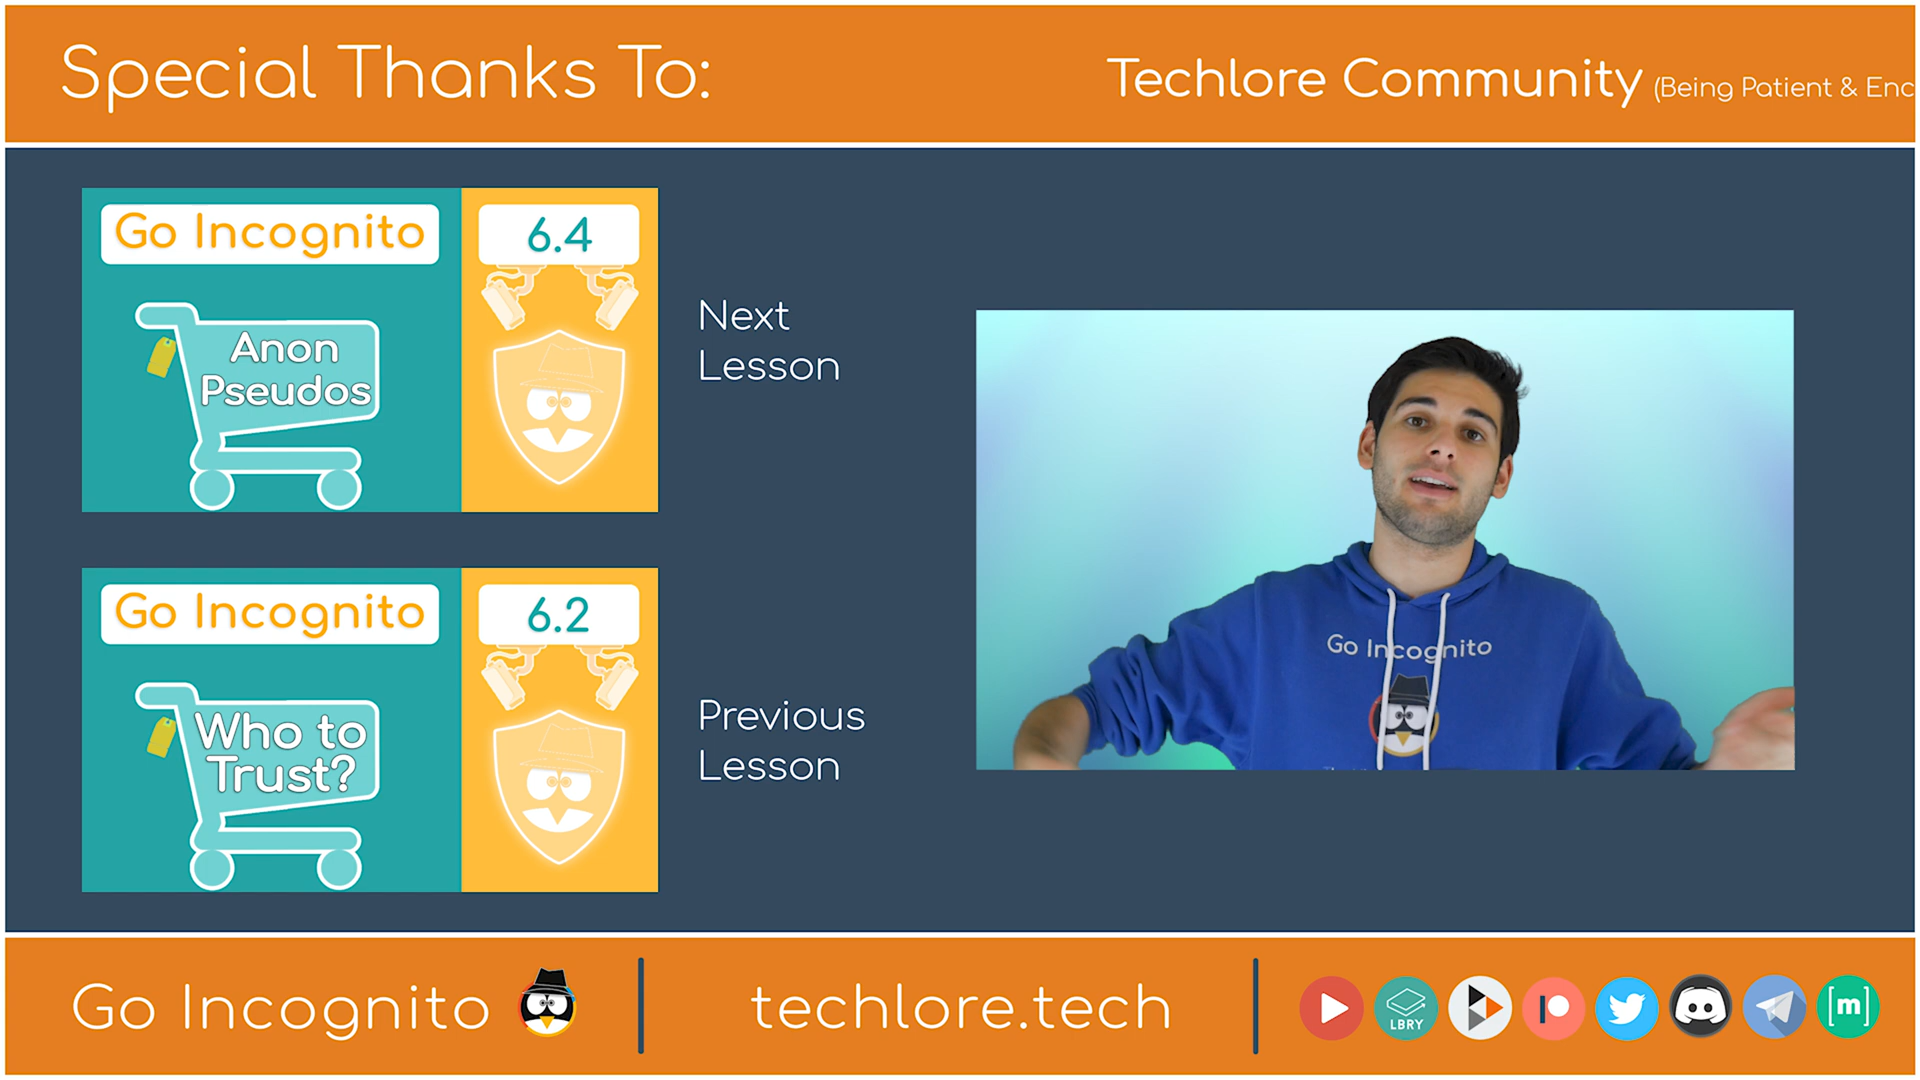 Special Thanks To:
Techlore Community (Being Patient & Enc
Go Incognito
6.4
Anon
Pseudos
Next
Lesson
Go Incognito
6.2
Who to
Trust?
Previous
Lesson
Go Incognito
Go Incognito
techlore.tech
LBRY
[m]